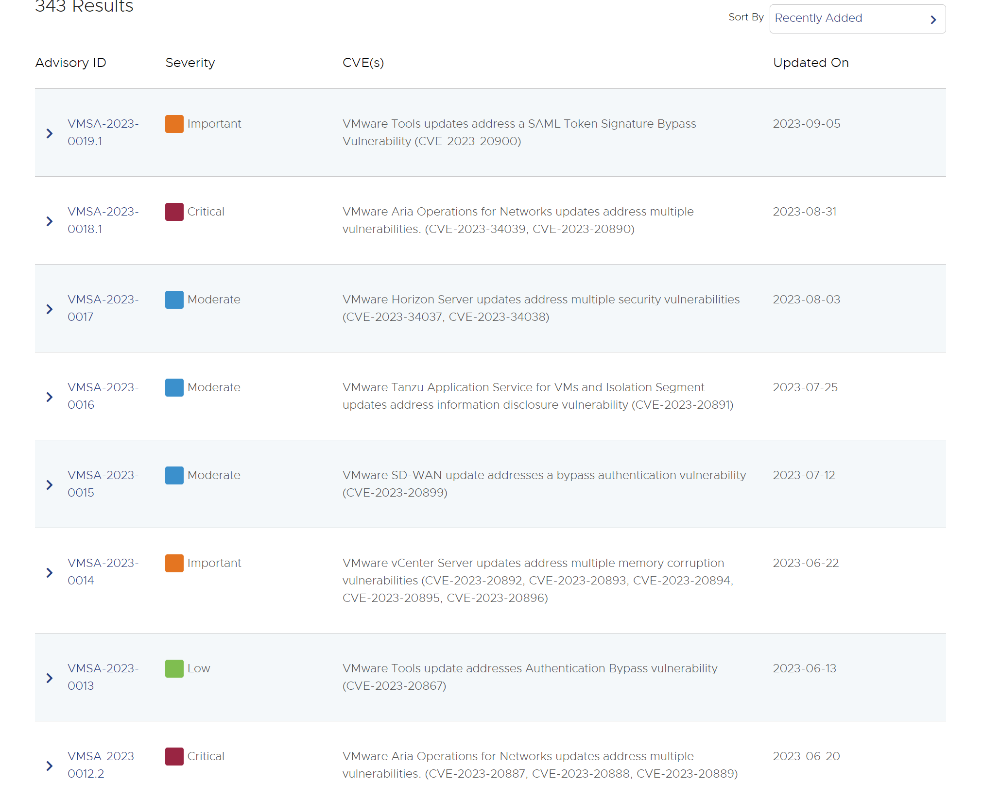 343 Results
Sort By
Recently Added
Advisory ID Severity CVE(s) Updated On
VMSA-2023-
0019.1
Important
VMware Tools updates address a SAML Token Signature Bypass
Vulnerability (CVE-2023-20900)
2023-09-05
VMSA-2023-
0018.1
Critical
VMware Aria Operations for Networks updates address multiple
vulnerabilities. (CVE-2023-34039, CVE-2023-20890)
2023-08-31
VMSA-2023-
0017
Moderate
VMware Horizon Server updates address multiple security vulnerabilities
(CVE-2023-34037, CVE-2023-34038)
2023-08-03
VMSA-2023-
0016
Moderate
VMware Tanzu Application Service for VMs and Isolation Segment
updates address information disclosure vulnerability (CVE-2023-20891)
2023-07-25
VMSA-2023-
0015
Moderate
VMware SD-WAN update addresses a bypass authentication vulnerability
(CVE-2023-20899)
2023-07-12
VMSA-2023-
0014
Important
VMware vCenter Server updates address multiple memory corruption
vulnerabilities (CVE-2023-20892, CVE-2023-20893, CVE-2023-20894,
CVE-2023-20895, CVE-2023-20896)
2023-06-22
VMSA-2023-
0013
Low
VMware Tools update addresses Authentication Bypass vulnerability
(CVE-2023-20867)
2023-06-13
VMSA-2023-
0012.2
Critical
VMware Aria Operations for Networks updates address multiple
vulnerabilities. (CVE-2023-20887, CVE-2023-20888, CVE-2023-20889)
2023-06-20